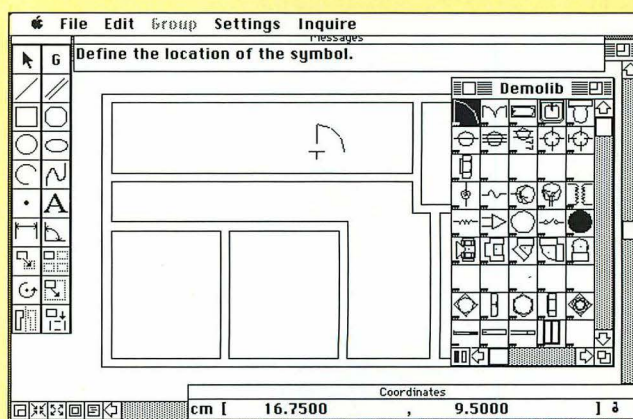 File Edit Group Settings Inquire
Messages
Define the location of the symbol.
G
Demolib
A
Coordinates
cm [ 16.7500 , 9.5000 ]